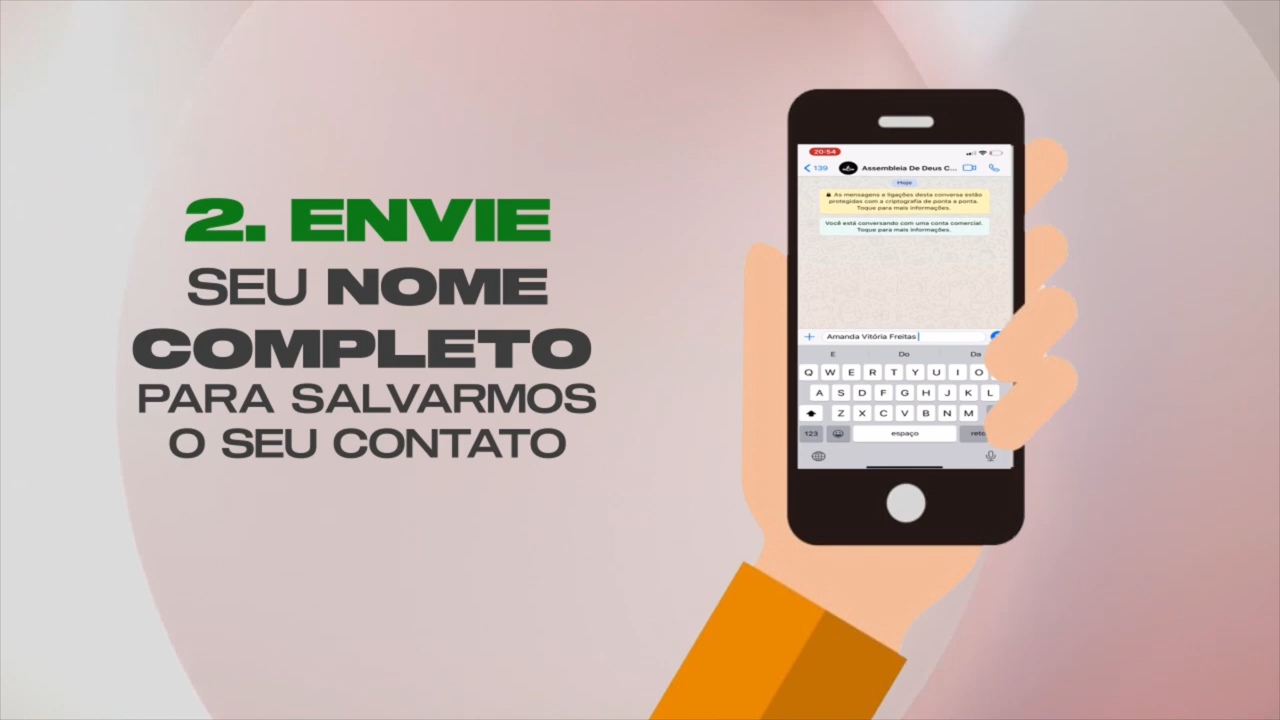 2. ENVIE
SEU NOME
COMPLETO
PARA SALVARMOS
O SEU CONTATO
20:54
139 Assembleia De Deus C...
Hoje
As mensagens e ligações desta conversa estão
protegidas com a criptografia de ponta a ponta.
Toque para mais informações.
Você está conversando com uma conta comercial.
Toque para mais informações.
Amanda Vitória Freitas
E Do Da
Q W E R T Y U I O
A S D F G H J K L
Z X C V B N M
123 espaço